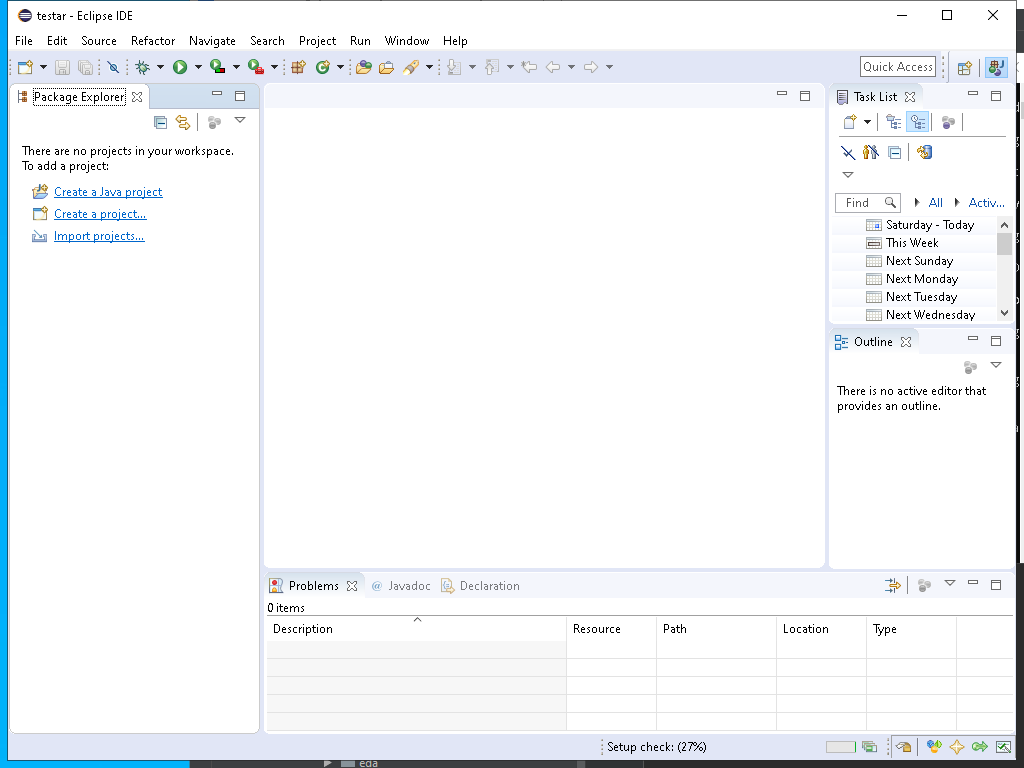 testar - Eclipse IDE
File Edit Source Refactor Navigate Search Project Run Window Help
Quick Access
Package Explorer
There are no projects in your workspace.
To add a project:
Create a Java project
Create a project...
Import projects...
Task List
Find All Activ...
Saturday - Today
This Week
Next Sunday
Next Monday
Next Tuesday
Next Wednesday
Outline
There is no active editor that
provides an outline.
Problems @ Javadoc Declaration
0 items
Description Resource Path Location Type
Setup check: (27%)
eda